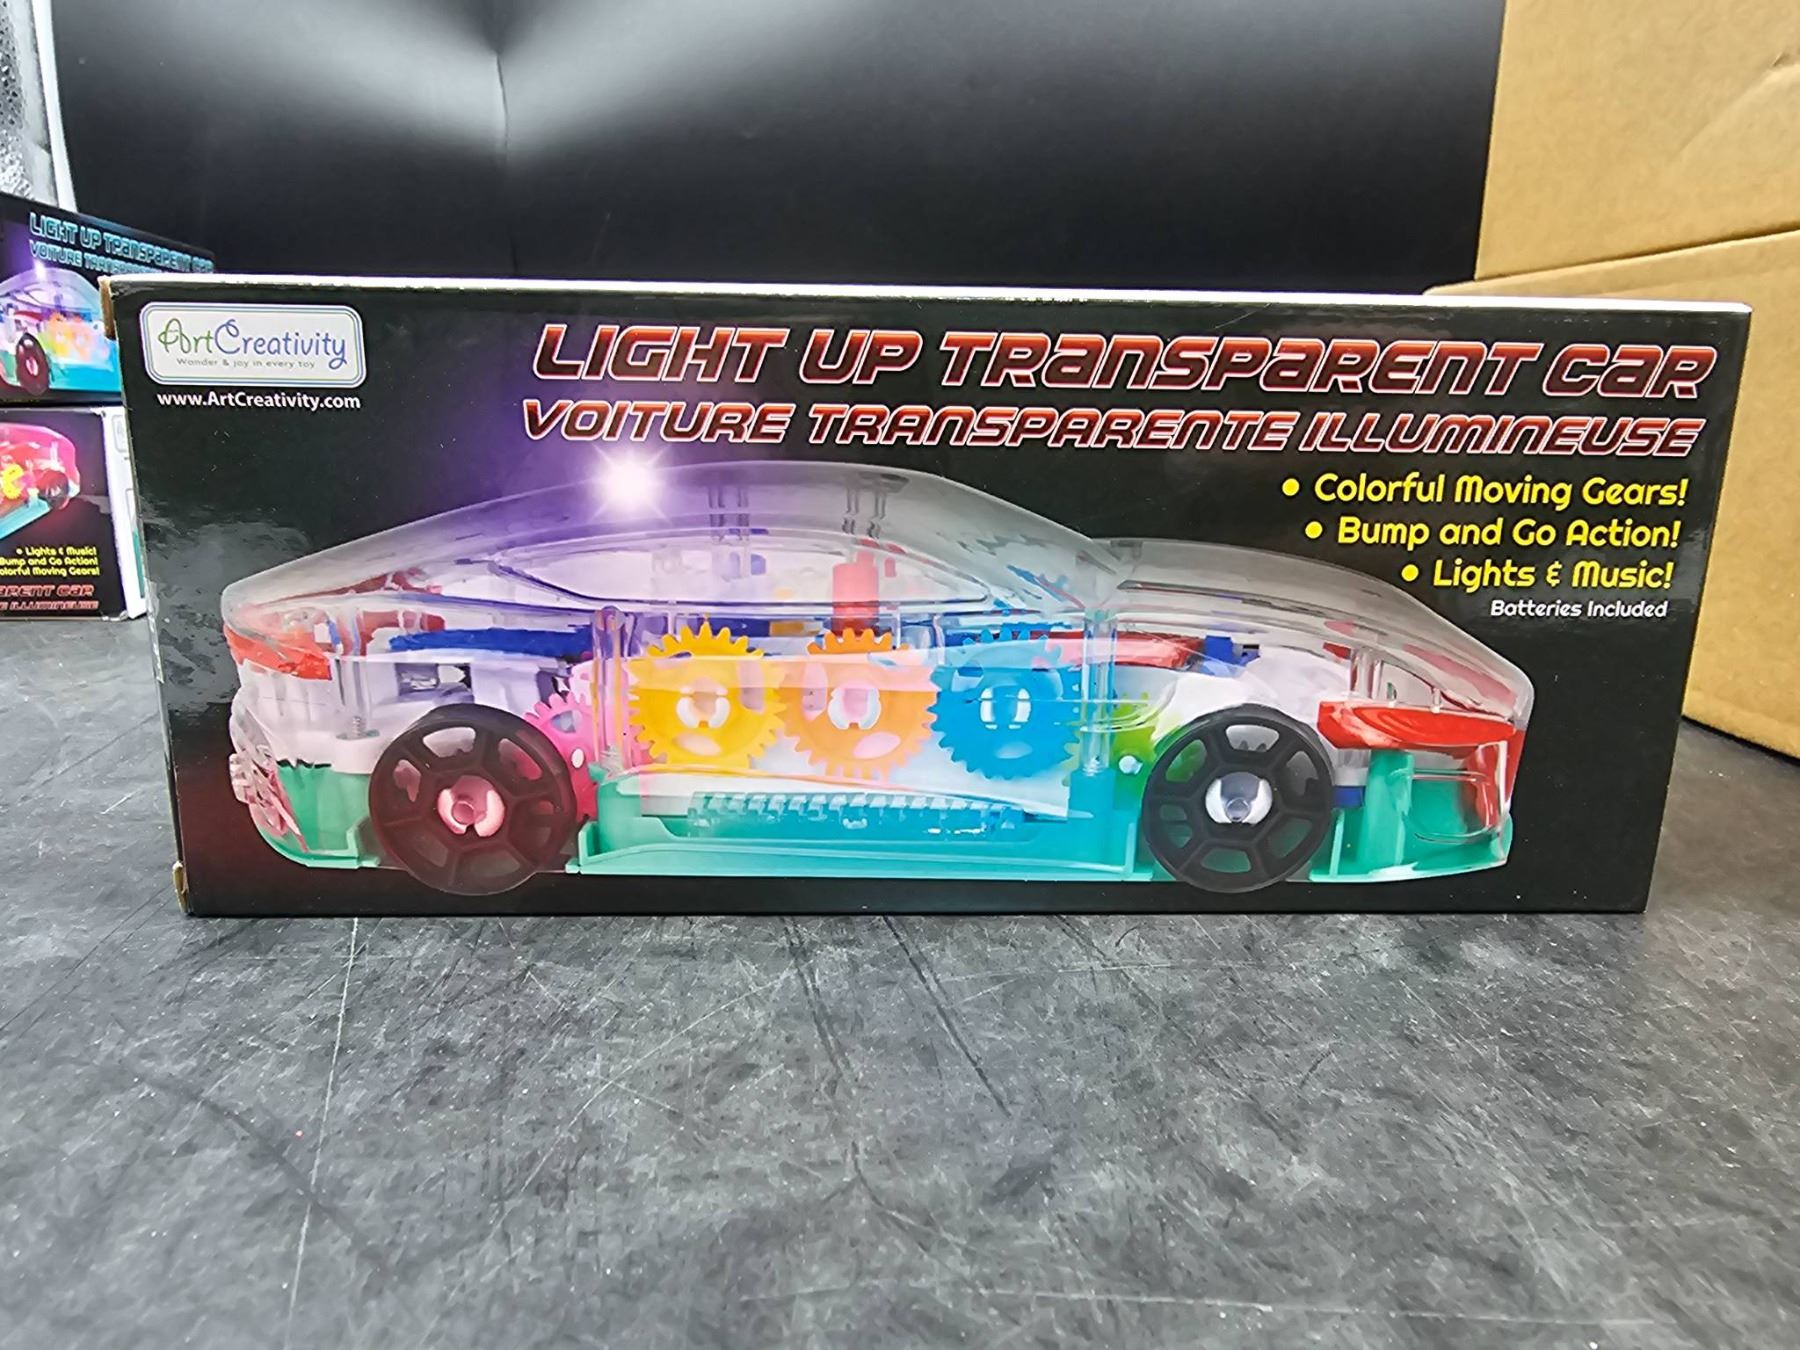 LIGHT UP TRANSPARENT CAR
VOITURE TRANSPARENTE
ArtCreativity
Wonder & joy in every toy
www.ArtCreativity.com
LIGHT UP TRANSPARENT CAR
VOITURE TRANSPARENTE ILLUMINEUSE
• Colorful Moving Gears!
• Bump and Go Action!
• Lights & Music!
Batteries Included
• Lights & Music!
Bump and Go Action!
Moving Gears!
CAR
ILLUMINEUSE